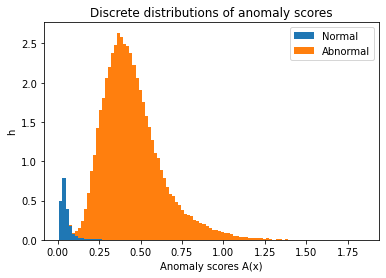 Discrete distributions of anomaly scores
Normal
Abnormal
h
2.5
2.0
1.5
1.0
0.5
0.0
0.00 0.25 0.50 0.75 1.00 1.25 1.50 1.75
Anomaly scores A(x)